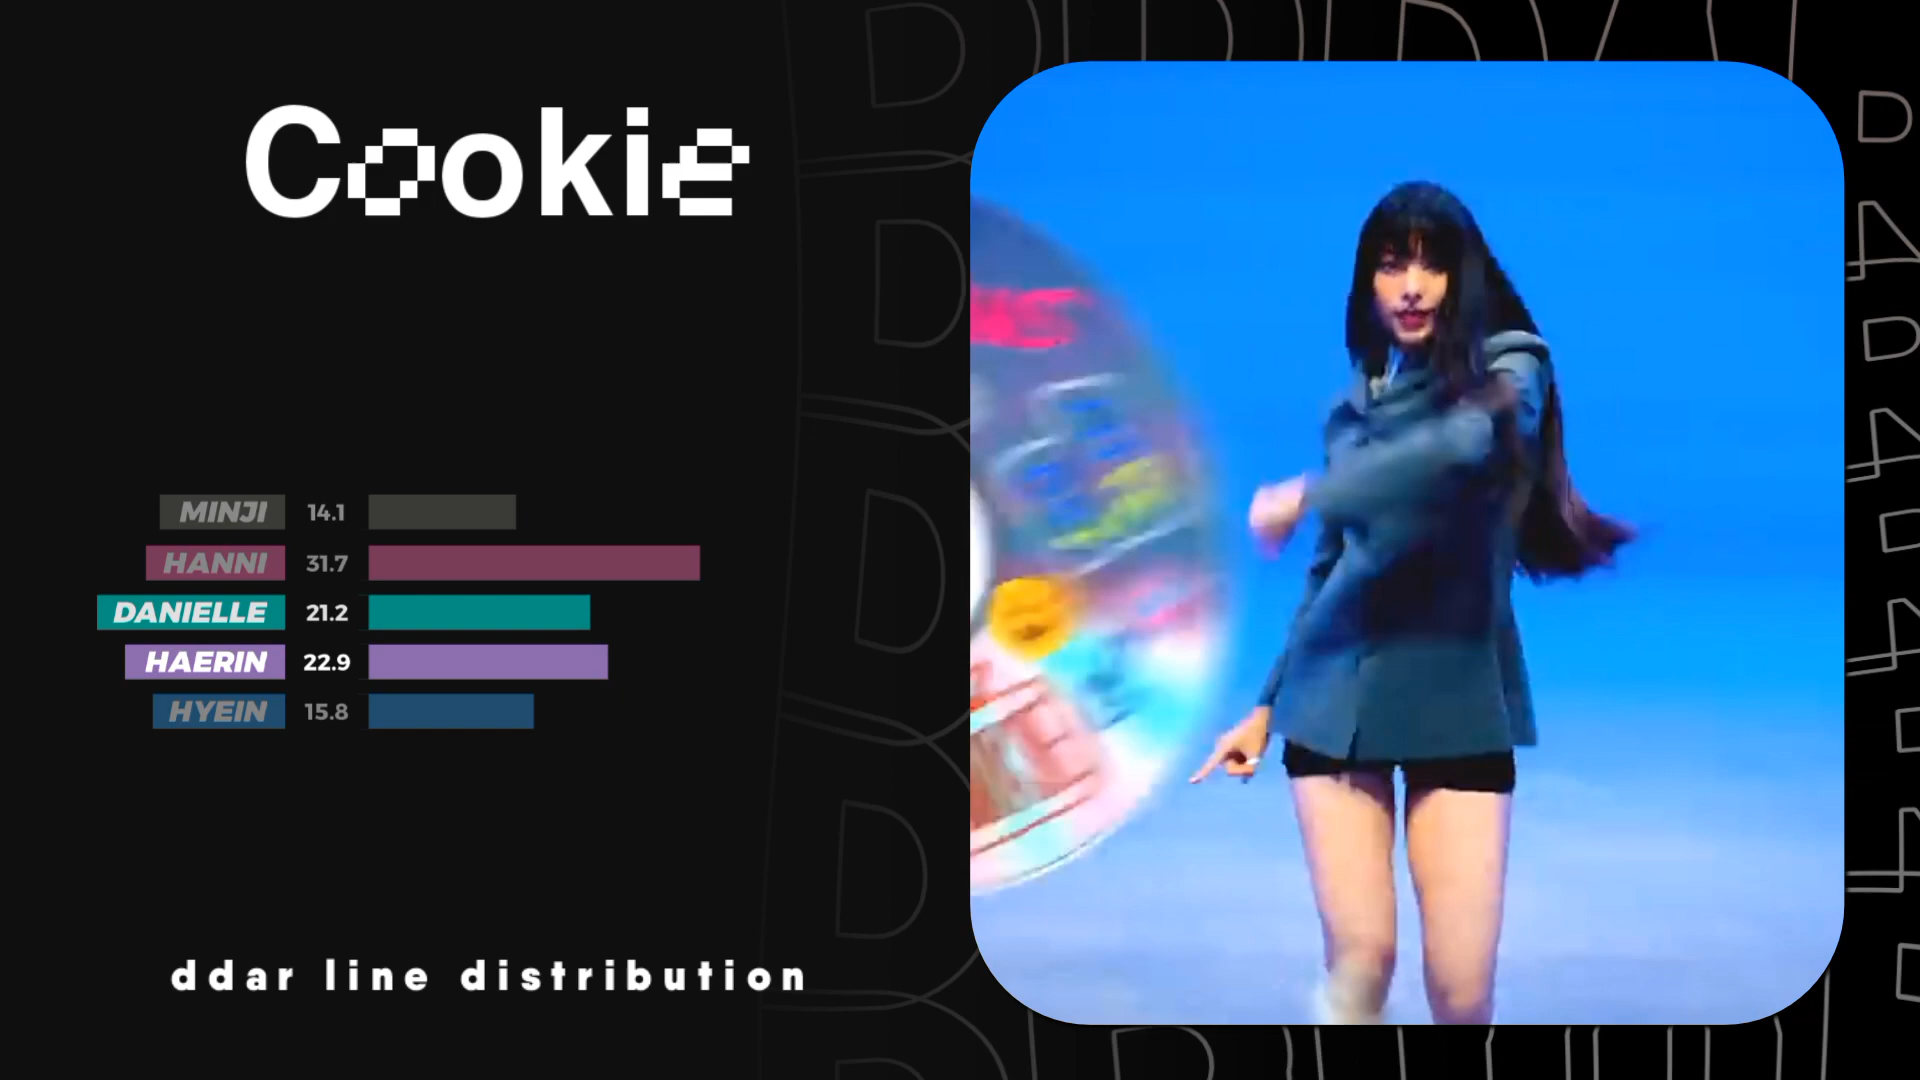 Cookie
MINJI 14.1
HANNI 31.7
DANIELLE 21.2
HAERIN 22.9
HYEIN 15.8
ddar line distribution